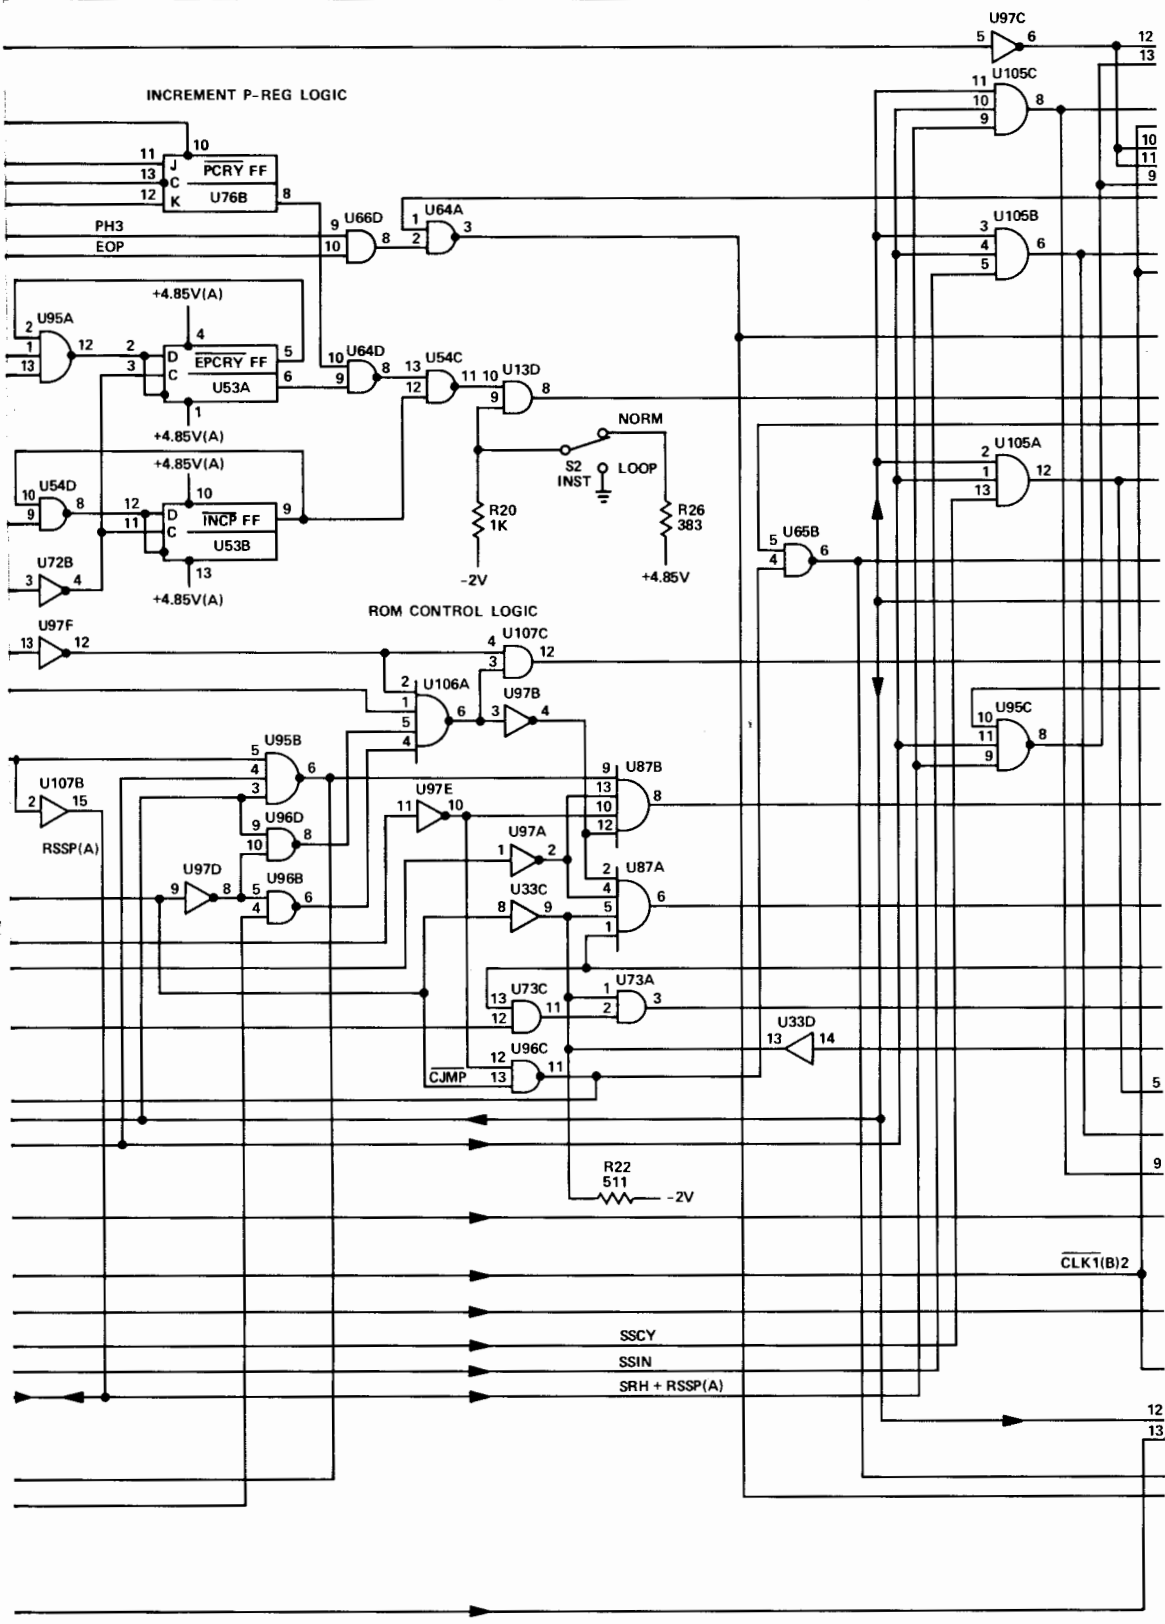 U97C
5 6 12
13
U105C
11
10 8
9
INCREMENT P-REG LOGIC
10
11 J PCRY FF
13 C
12 K U76B 8
10
11
9
PH3 9 U66D 8
EOP 10
U64A
1 3
2
U105B
3
4 6
5
+4.85V(A)
4
U95A
2
1 12
13
2 D EPCRY FF 5
3 C
U53A 6
1
+4.85V(A)
U64D
10 8
9
U54C
13 11
12
U13D
10 8
9
NORM
S2
INST
LOOP
R20
1K
-2V
R26
383
+4.85V
U105A
2
1 12
13
+4.85V(A)
10
U54D
10 8
9
12 D INCP FF 9
11 C
U53B
13
+4.85V(A)
U72B
3 4
U65B
5 6
4
ROM CONTROL LOGIC
U97F
13 12
U107C
4 12
3
U106A
2
1
5 6
4
U97B
3 4
U95C
10
11 8
9
U95B
5
4 6
3
U107B
2 15
RSSP(A)
U96D
9 8
10
U97D
9 8
U96B
5 6
4
U97E
11 10
U97A
1 2
U33C
8 9
U87B
9
13
10 8
12
U87A
2
4 6
5
1
U73C
13 11
12
U73A
1 3
2
U33D
13 14
U96C
12 11
13
CJMP
5
R22
511
-2V
9
CLK1(B)2
SSCY
SSIN
SRH + RSSP(A)
12
13